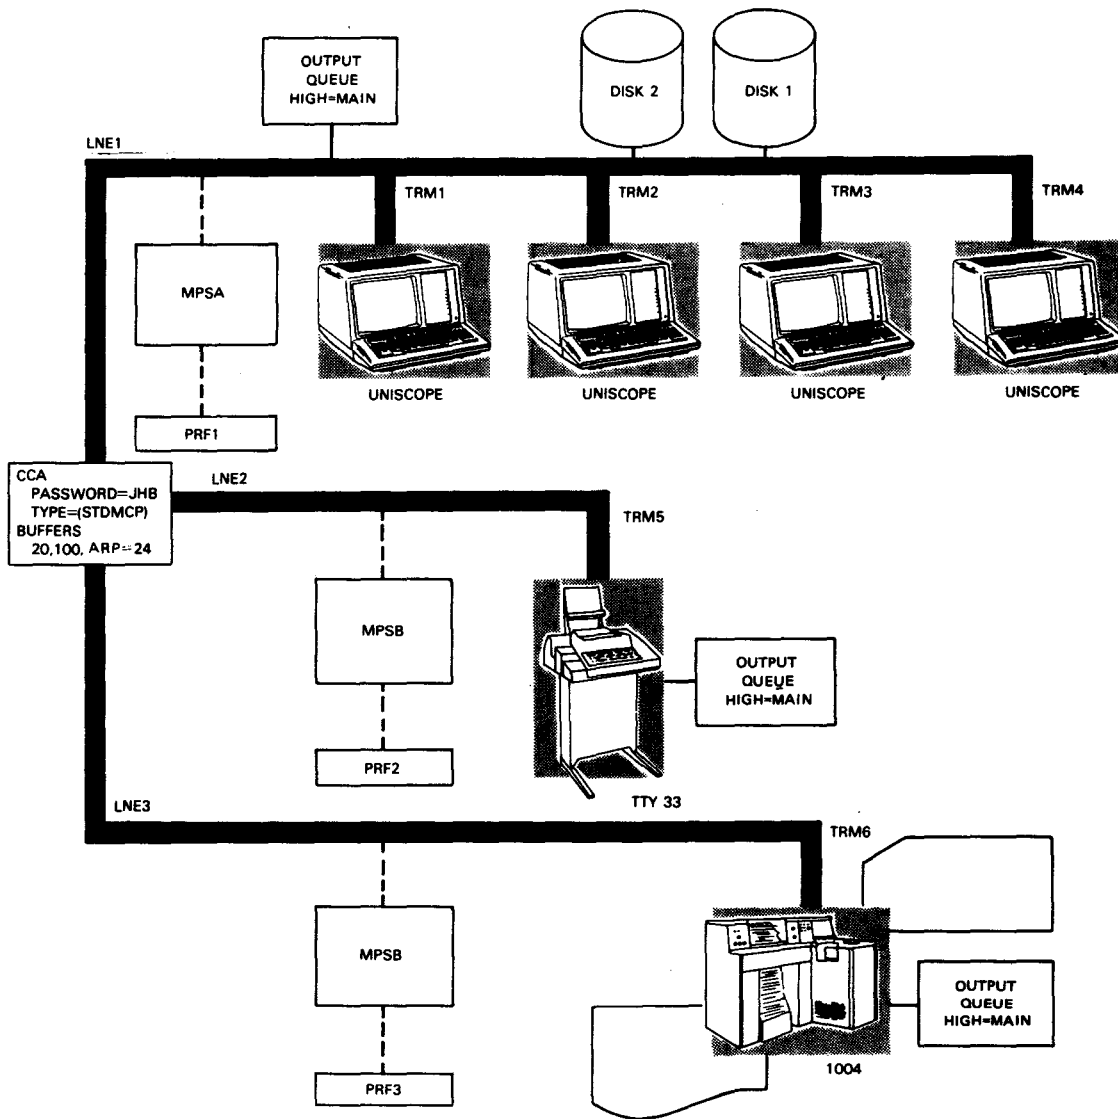 OUTPUT
QUEUE
HIGH=MAIN
DISK 2
DISK 1
LNE1
TRM1
TRM2
TRM3
TRM4
MPSA
UNISCOPE
UNISCOPE
UNISCOPE
UNISCOPE
PRF1
CCA
PASSWORD=JHB
TYPE=(STDMCP)
BUFFERS
20,100, ARP=24
LNE2
TRM5
MPSB
OUTPUT
QUEUE
HIGH=MAIN
PRF2
TTY 33
LNE3
TRM6
MPSB
OUTPUT
QUEUE
HIGH=MAIN
1004
PRF3